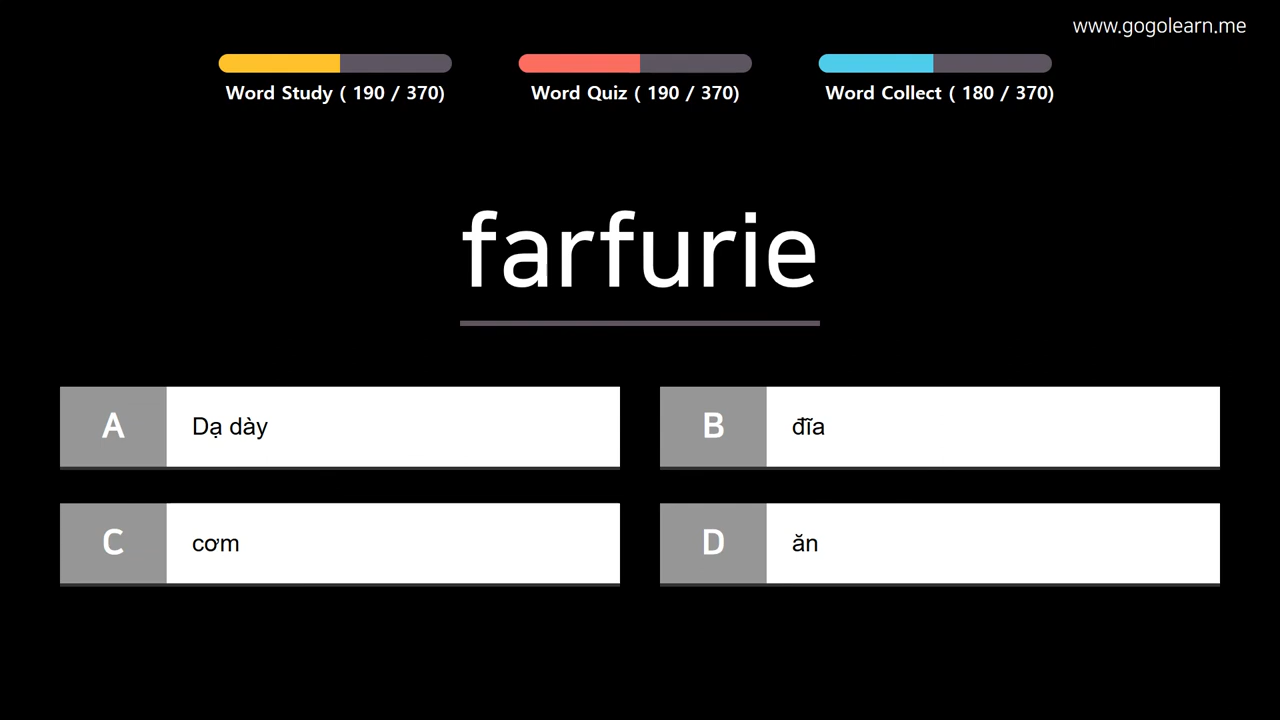 www.gogolearn.me
Word Study ( 190 / 370)
Word Quiz ( 190 / 370)
Word Collect ( 180 / 370)
farfurie
A Dạ dày
B đĩa
C cơm
D ăn